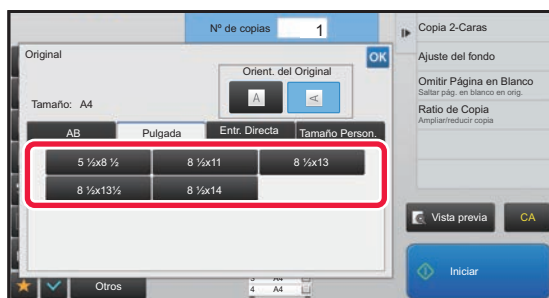 Nº de copias
1
Original
OK
Orient. del Original
A
A
Tamaño: A4
AB
Pulgada
Entr. Directa
Tamaño Person.
5 ½x8 ½
8 ½x11
8 ½x13
8 ½x13½
8 ½x14
Otros
4 A4
Copia 2-Caras
Ajuste del fondo
Omitir Página en Blanco
Saltar pág. en blanco en orig.
Ratio de Copia
Ampliar/reducir copia
Vista previa
CA
Iniciar